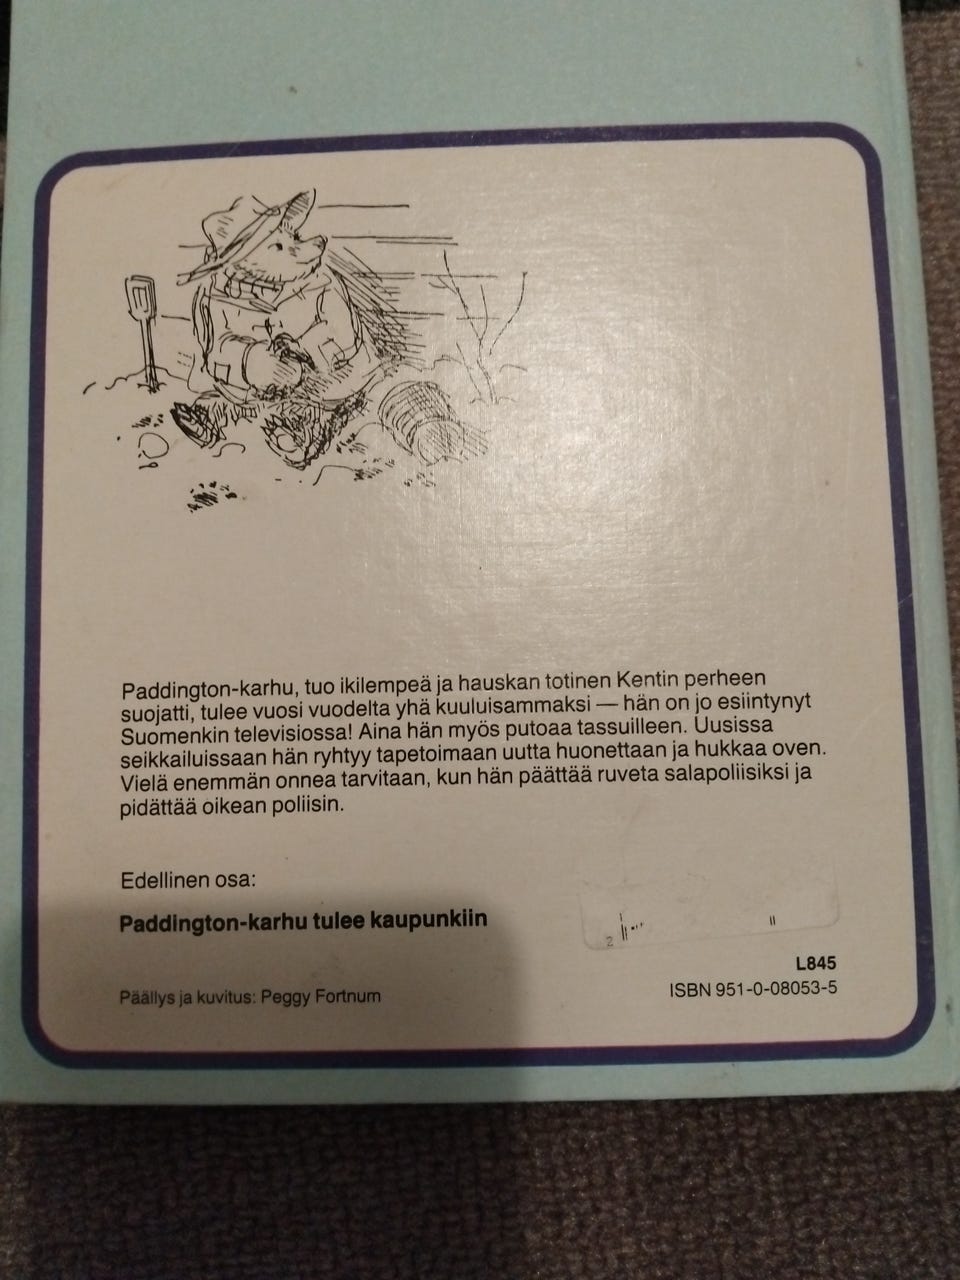 Paddington-karhu, tuo ikilempeä ja hauskan totinen Kentin perheen
suojatti, tulee vuosi vuodelta yhä kuuluisammaksi — hän on jo esiintynyt
Suomenkin televisiossa! Aina hän myös putoaa tassuilleen. Uusissa
seikkailuissaan hän ryhtyy tapetoimaan uutta huonettaan ja hukkaa oven.
Vielä enemmän onnea tarvitaan, kun hän päättää ruveta salapoliisiksi ja
pidättää oikean poliisin.
Edellinen osa:
Paddington-karhu tulee kaupunkiin
L845
Päällys ja kuvitus: Peggy Fortnum
ISBN 951-0-08053-5